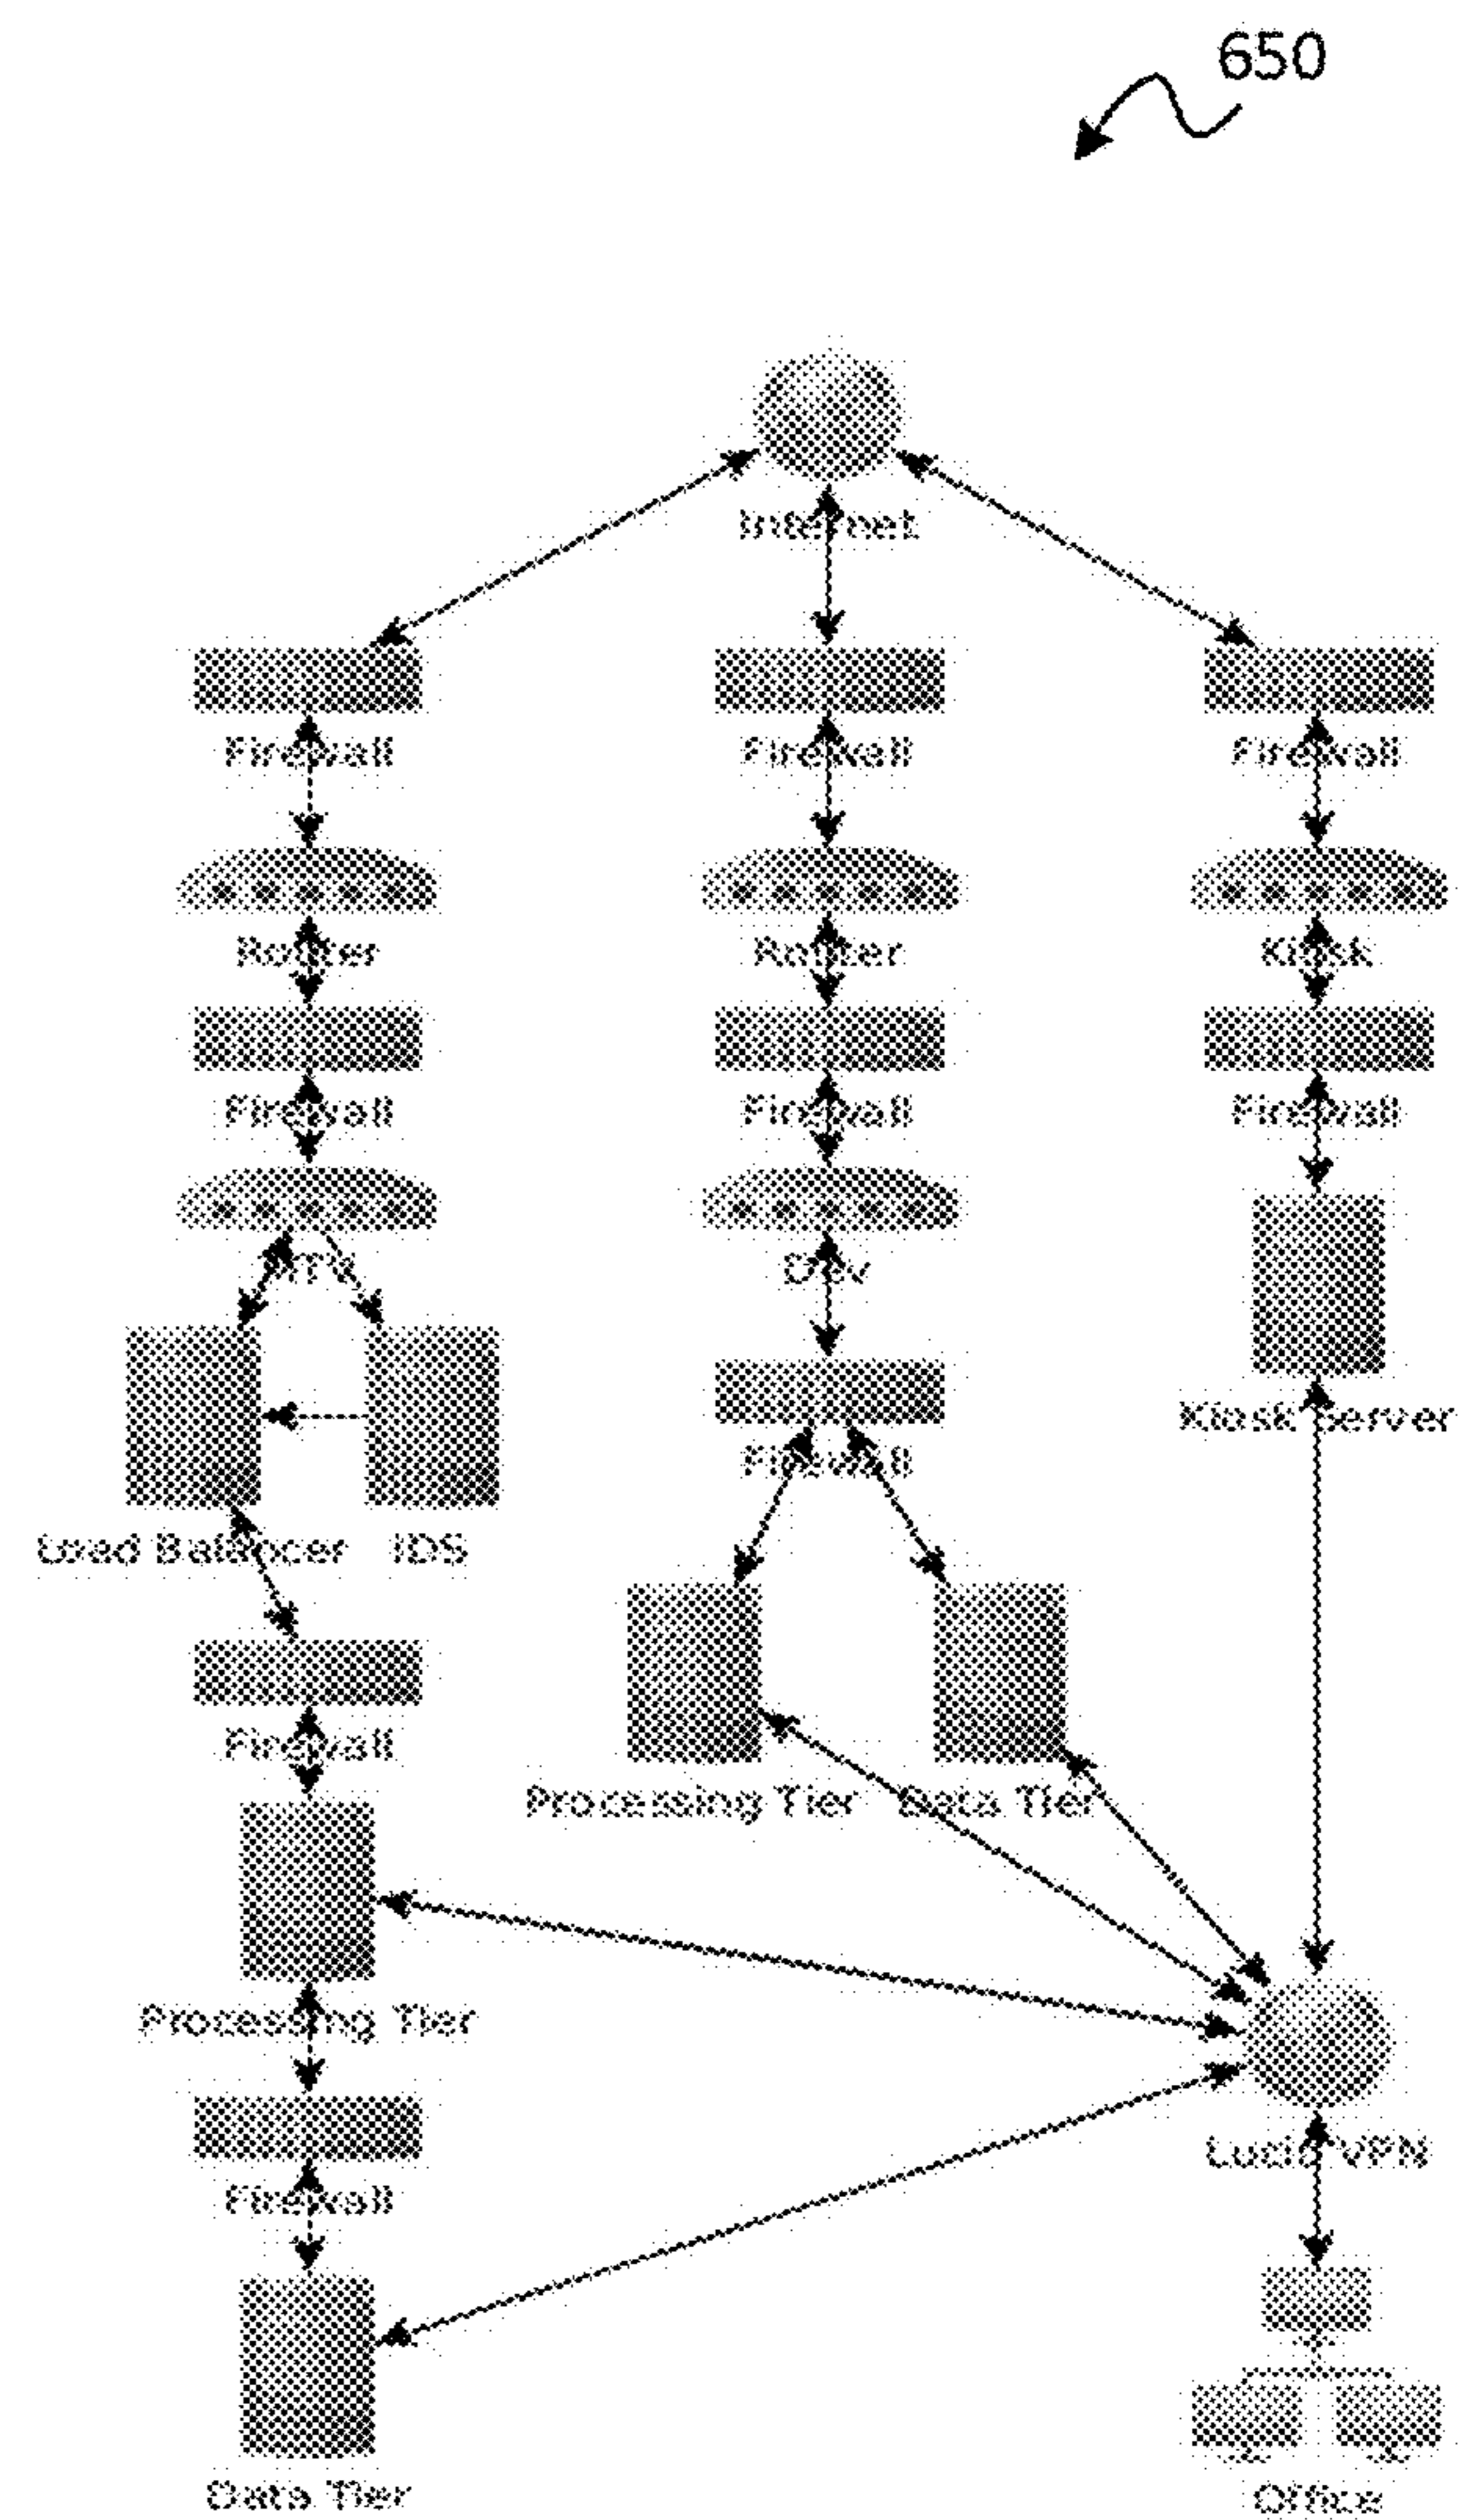 650
Internet
Firewall Firewall Firewall
Router Router Kiosk
Firewall Firewall Firewall
Dev
Kiosk Server
Firewall
Load Balancer IDS
Firewall
Processing Tier Data Tier
Processing Tier
VPN
Firewall
Data Tier Office